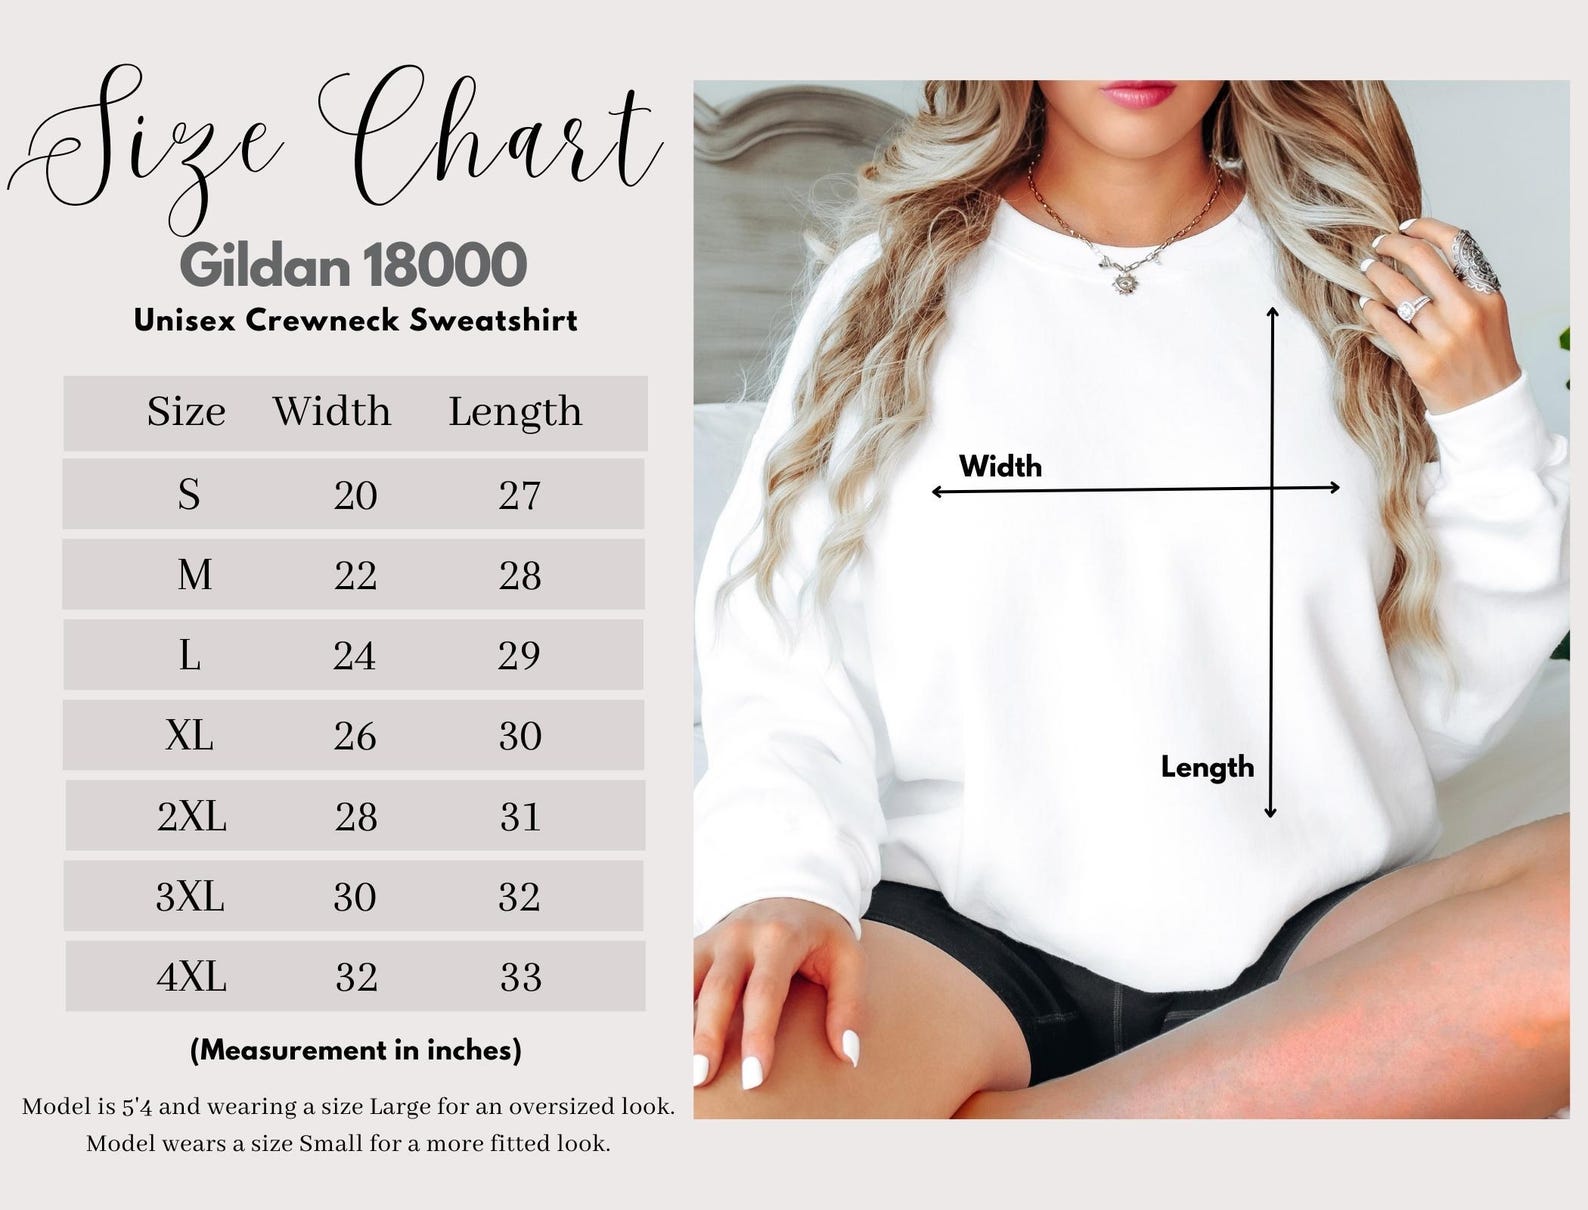 Size Chart
Gildan 18000
Unisex Crewneck Sweatshirt
Size Width Length
S 20 27
M 22 28
L 24 29
XL 26 30
2XL 28 31
3XL 30 32
4XL 32 33
(Measurement in inches)
Model is 5'4 and wearing a size Large for an oversized look.
Model wears a size Small for a more fitted look.
Width
Length